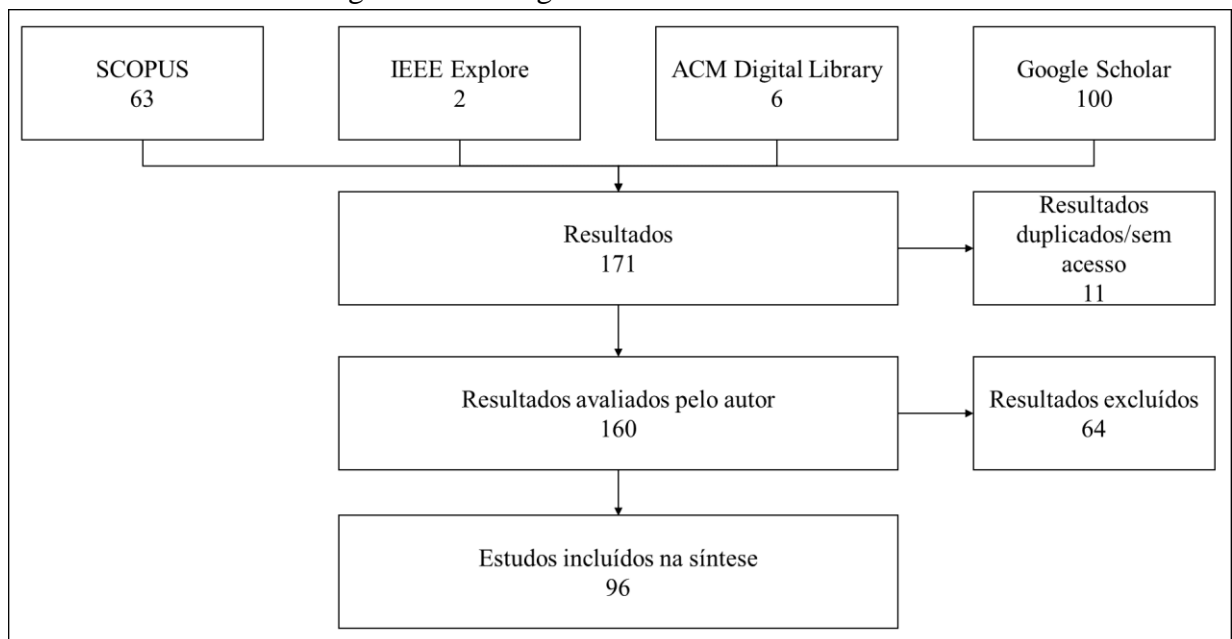 SCOPUS
63
IEEE Explore
2
ACM Digital Library
6
Google Scholar
100
Resultados
171
Resultados
duplicados/sem
acesso
11
Resultados avaliados pelo autor
160
Resultados excluídos
64
Estudos incluídos na síntese
96